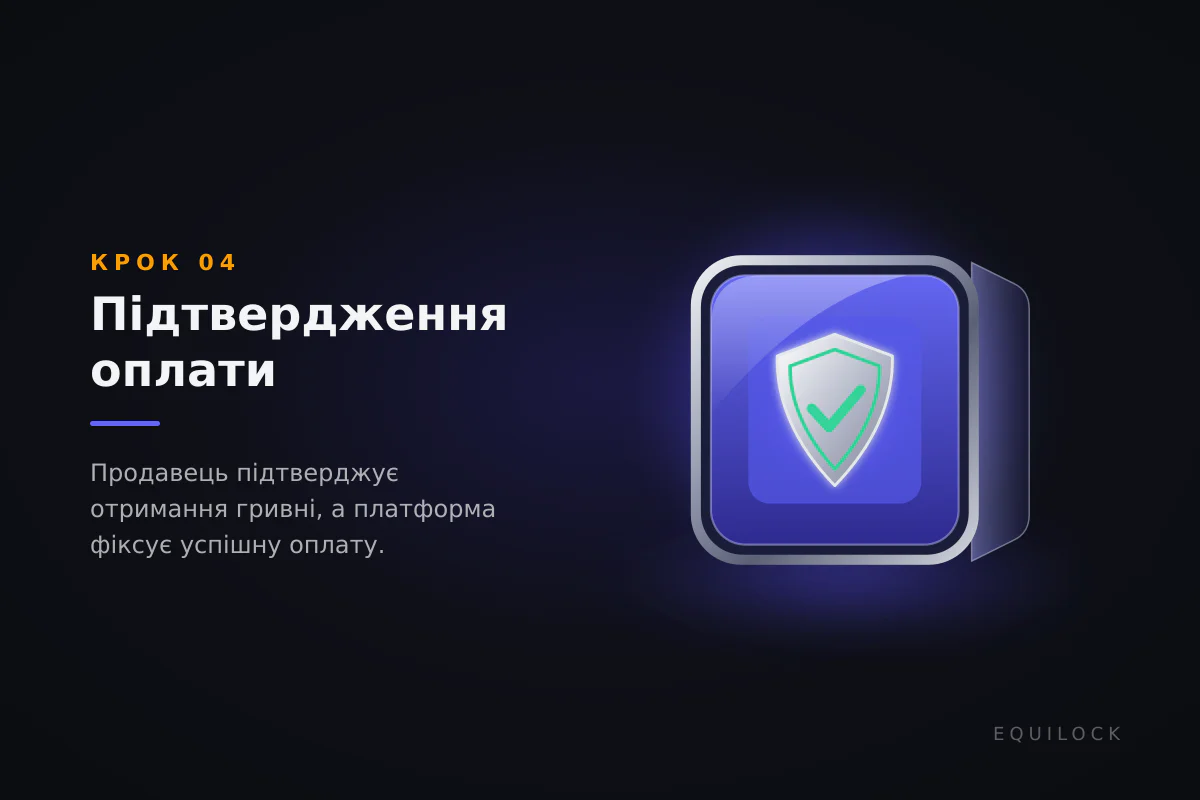 КРОК 04
Підтвердження
оплати
Продавець підтверджує
отримання гривні, а платформа
фіксує успішну оплату.
EQUILOCK